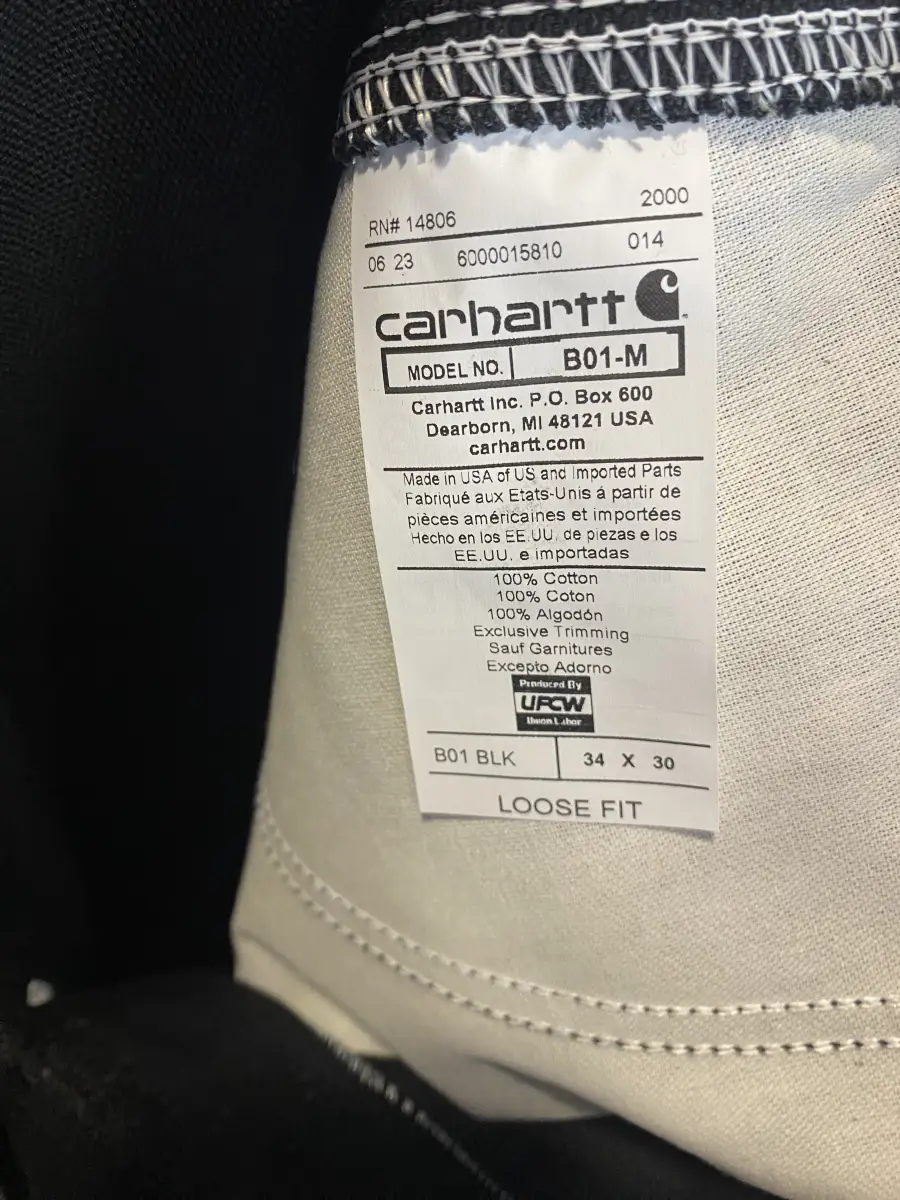 2000
RN# 14806
06 23 6000015810 014
carhartt
MODEL NO. B01-M
Carhartt Inc. P.O. Box 600
Dearborn, MI 48121 USA
carhartt.com
Made in USA of US and Imported Parts
Fabriqué aux Etats-Unis á partir de
pièces américaines et importées
Hecho en los EE.UU. de piezas e los
EE.UU. e importadas
100% Cotton
100% Coton
100% Algodón
Exclusive Trimming
Sauf Garnitures
Excepto Adorno
Produced By
UFCW
Union Labor
B01 BLK 34 X 30
LOOSE FIT